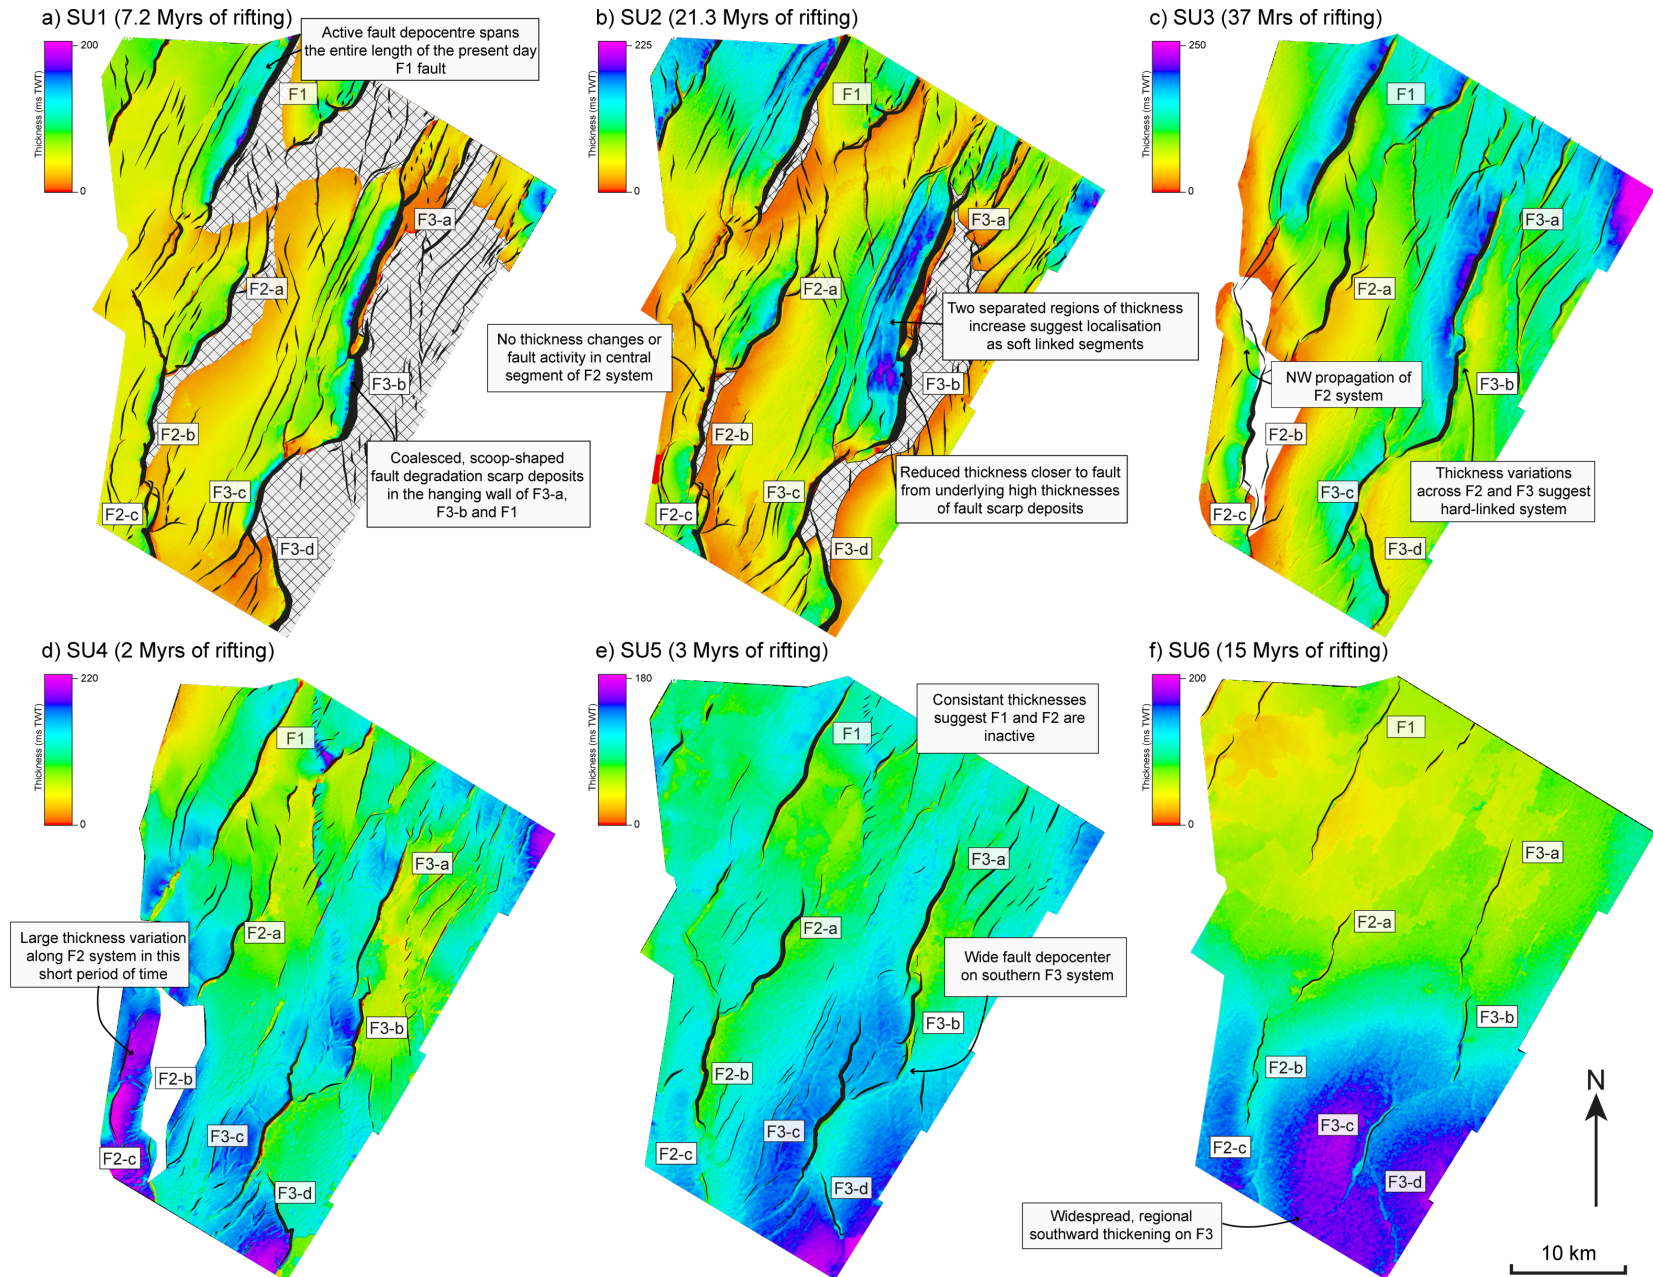 a) SU1 (7.2 Myrs of rifting)
200
Thickness (ms TWT)
0
Active fault depocentre spans
the entire length of the present day
F1 fault
F1
F3-a
F2-a
F3-b
F2-b
Coalesced, scoop-shaped
fault degradation scarp deposits
in the hanging wall of F3-a,
F3-b and F1
F3-c
F2-c
F3-d
b) SU2 (21.3 Myrs of rifting)
225
Thickness (ms TWT)
0
F1
F3-a
F2-a
Two separated regions of thickness
increase suggest localisation
as soft linked segments
No thickness changes or
fault activity in central
segment of F2 system
F3-b
F2-b
Reduced thickness closer to fault
from underlying high thicknesses
of fault scarp deposits
F3-c
F2-c
F3-d
c) SU3 (37 Mrs of rifting)
250
Thickness (ms TWT)
0
F1
F3-a
F2-a
NW propagation of
F2 system
F3-b
F2-b
Thickness variations
across F2 and F3 suggest
hard-linked system
F3-c
F2-c
F3-d
d) SU4 (2 Myrs of rifting)
220
Thickness (ms TWT)
0
F1
F3-a
F2-a
Large thickness variation
along F2 system in this
short period of time
F3-b
F2-b
F3-c
F2-c
F3-d
e) SU5 (3 Myrs of rifting)
180
Thickness (ms TWT)
0
Consistant thicknesses
suggest F1 and F2 are
inactive
F1
F3-a
F2-a
Wide fault depocenter
on southern F3 system
F3-b
F2-b
F3-c
F2-c
F3-d
f) SU6 (15 Myrs of rifting)
200
Thickness (ms TWT)
0
F1
F3-a
F2-a
F3-b
F2-b
F3-c
F2-c
F3-d
Widespread, regional
southward thickening on F3
N
10 km